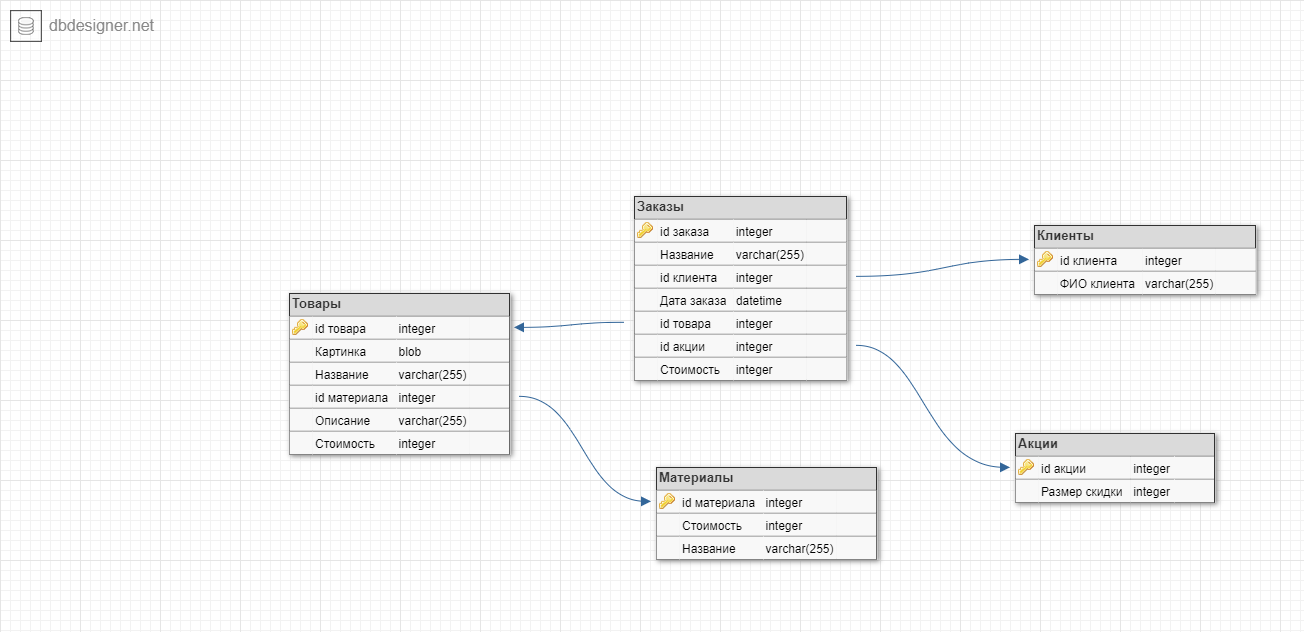 dbdesigner.net
Заказы
id заказа integer
Название varchar(255)
id клиента integer
Дата заказа datetime
id товара integer
id акции integer
Стоимость integer
Клиенты
id клиента integer
ФИО клиента varchar(255)
Товары
id товара integer
Картинка blob
Название varchar(255)
id материала integer
Описание varchar(255)
Стоимость integer
Материалы
id материала integer
Стоимость integer
Название varchar(255)
Акции
id акции integer
Размер скидки integer